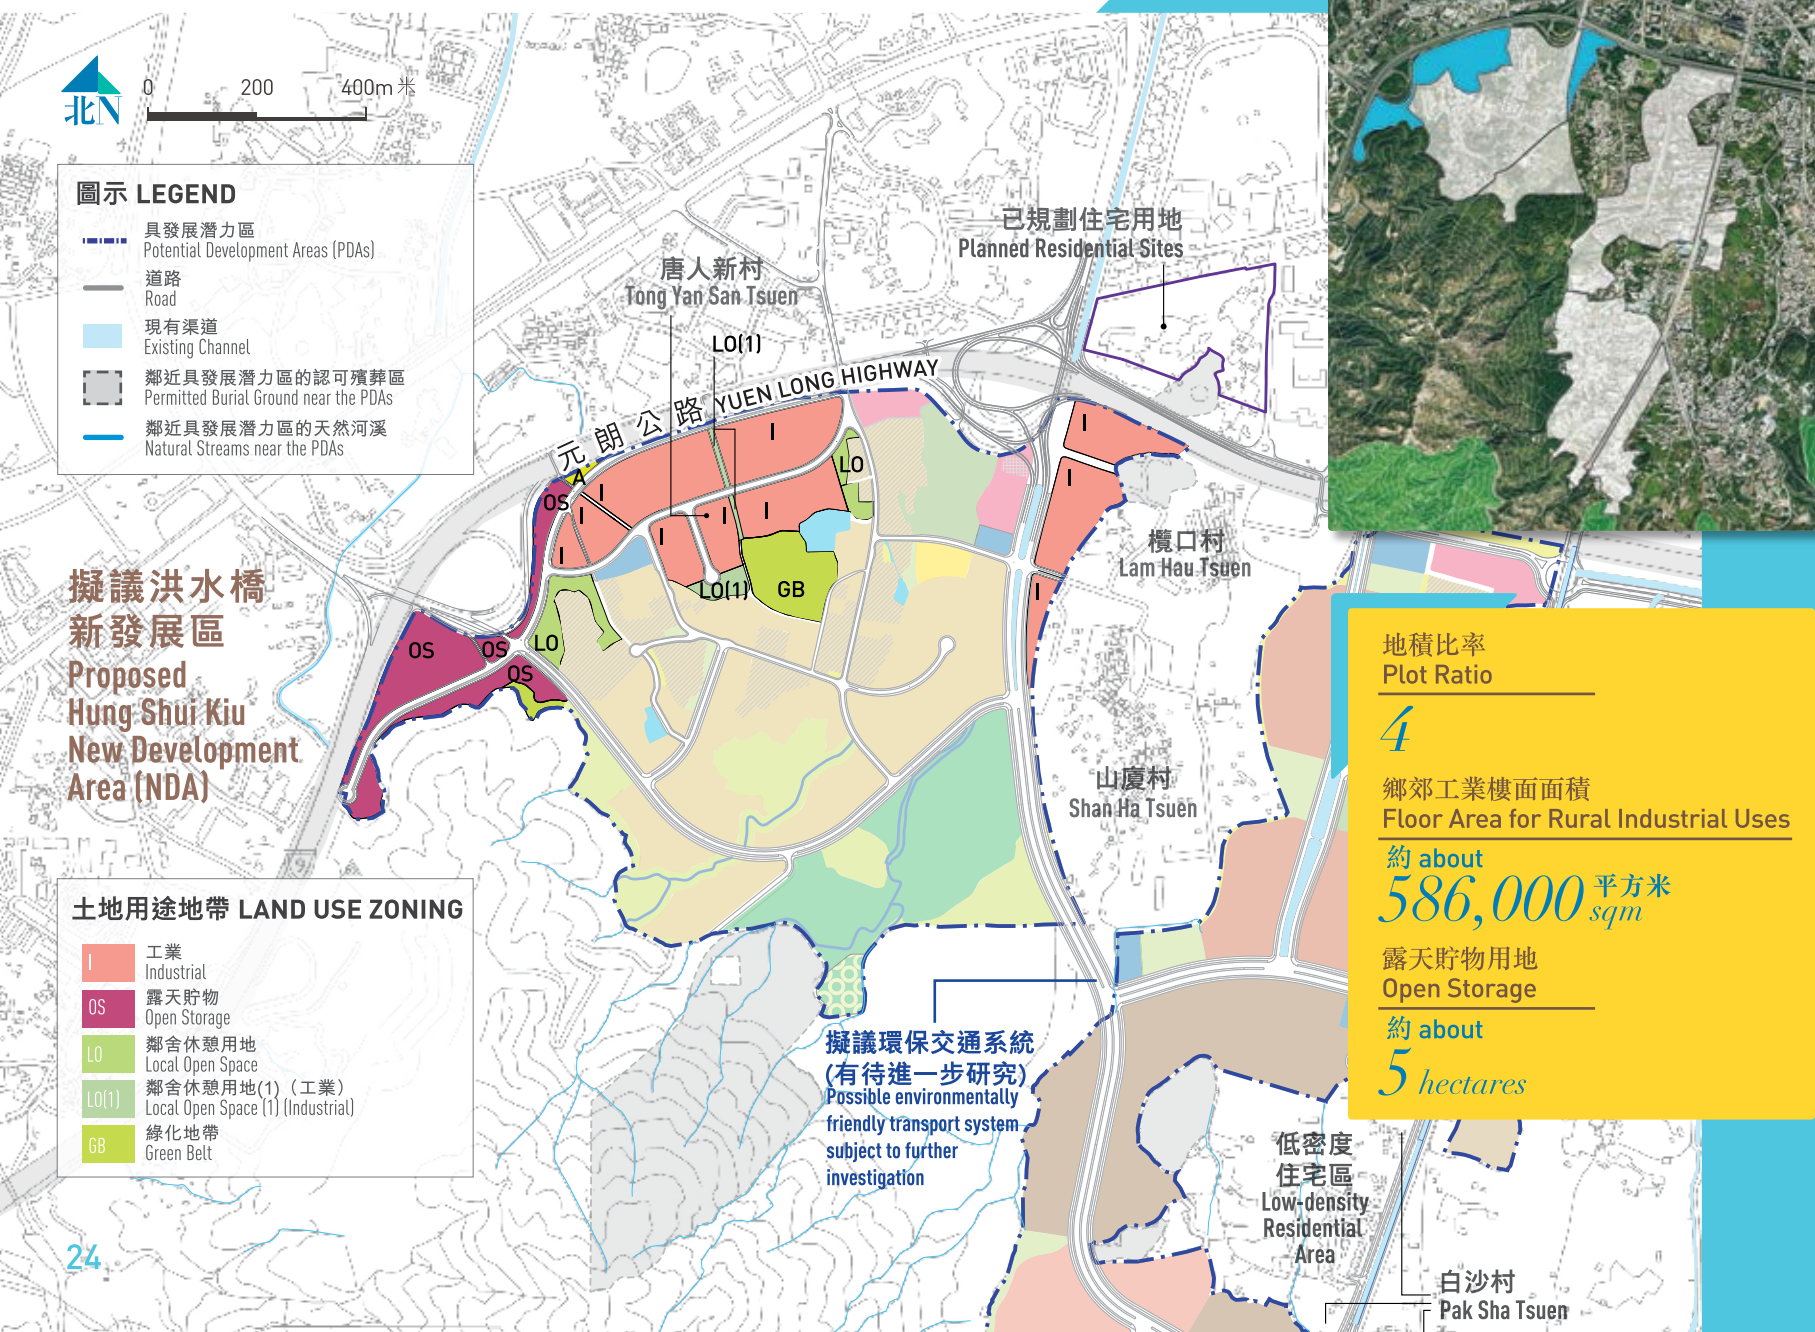 北N
0 200 400m 米
圖示 LEGEND
具發展潛力區
Potential Development Areas (PDAs)
道路
Road
現有渠道
Existing Channel
鄰近具發展潛力區的認可殯葬區
Permitted Burial Ground near the PDAs
鄰近具發展潛力區的天然河溪
Natural Streams near the PDAs
已規劃住宅用地
Planned Residential Sites
唐人新村
Tong Yan San Tsuen
LO(1)
元朗公路 YUEN LONG HIGHWAY
I
I
I
LO
A
I
OS
I
I
I
I
I
I
LO(1)
GB
I
欖口村
Lam Hau Tsuen
擬議洪水橋
新發展區
Proposed
Hung Shui Kiu
New Development
Area (NDA)
OS
OS
LO
OS
山廈村
Shan Ha Tsuen
9
地積比率
Plot Ratio
4
鄉郊工業樓面面積
Floor Area for Rural Industrial Uses
約 about
586,000 平方米
sqm
露天貯物用地
Open Storage
約 about
5 hectares
土地用途地帶 LAND USE ZONING
I
工業
Industrial
OS
露天貯物
Open Storage
LO
鄰舍休憩用地
Local Open Space
LO(1)
鄰舍休憩用地(1)（工業）
Local Open Space (1) (Industrial)
GB
綠化地帶
Green Belt
擬議環保交通系統
(有待進一步研究)
Possible environmentally
friendly transport system
subject to further
investigation
低密度
住宅區
Low-density
Residential
Area
白沙村
Pak Sha Tsuen
24